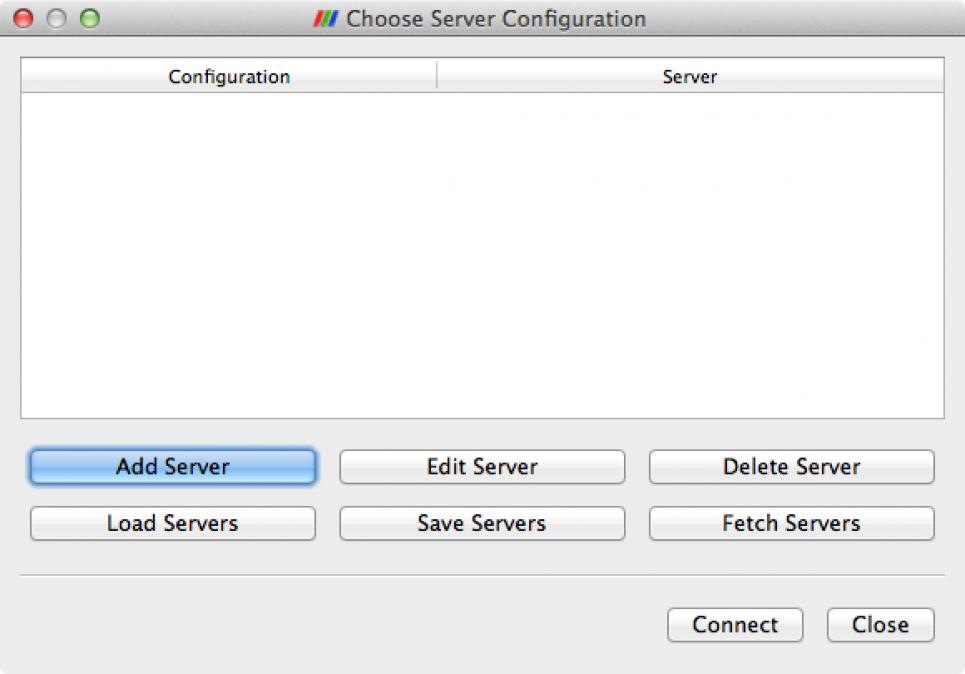 Choose Server Configuration
Configuration Server
Add Server Edit Server Delete Server
Load Servers Save Servers Fetch Servers
Connect Close